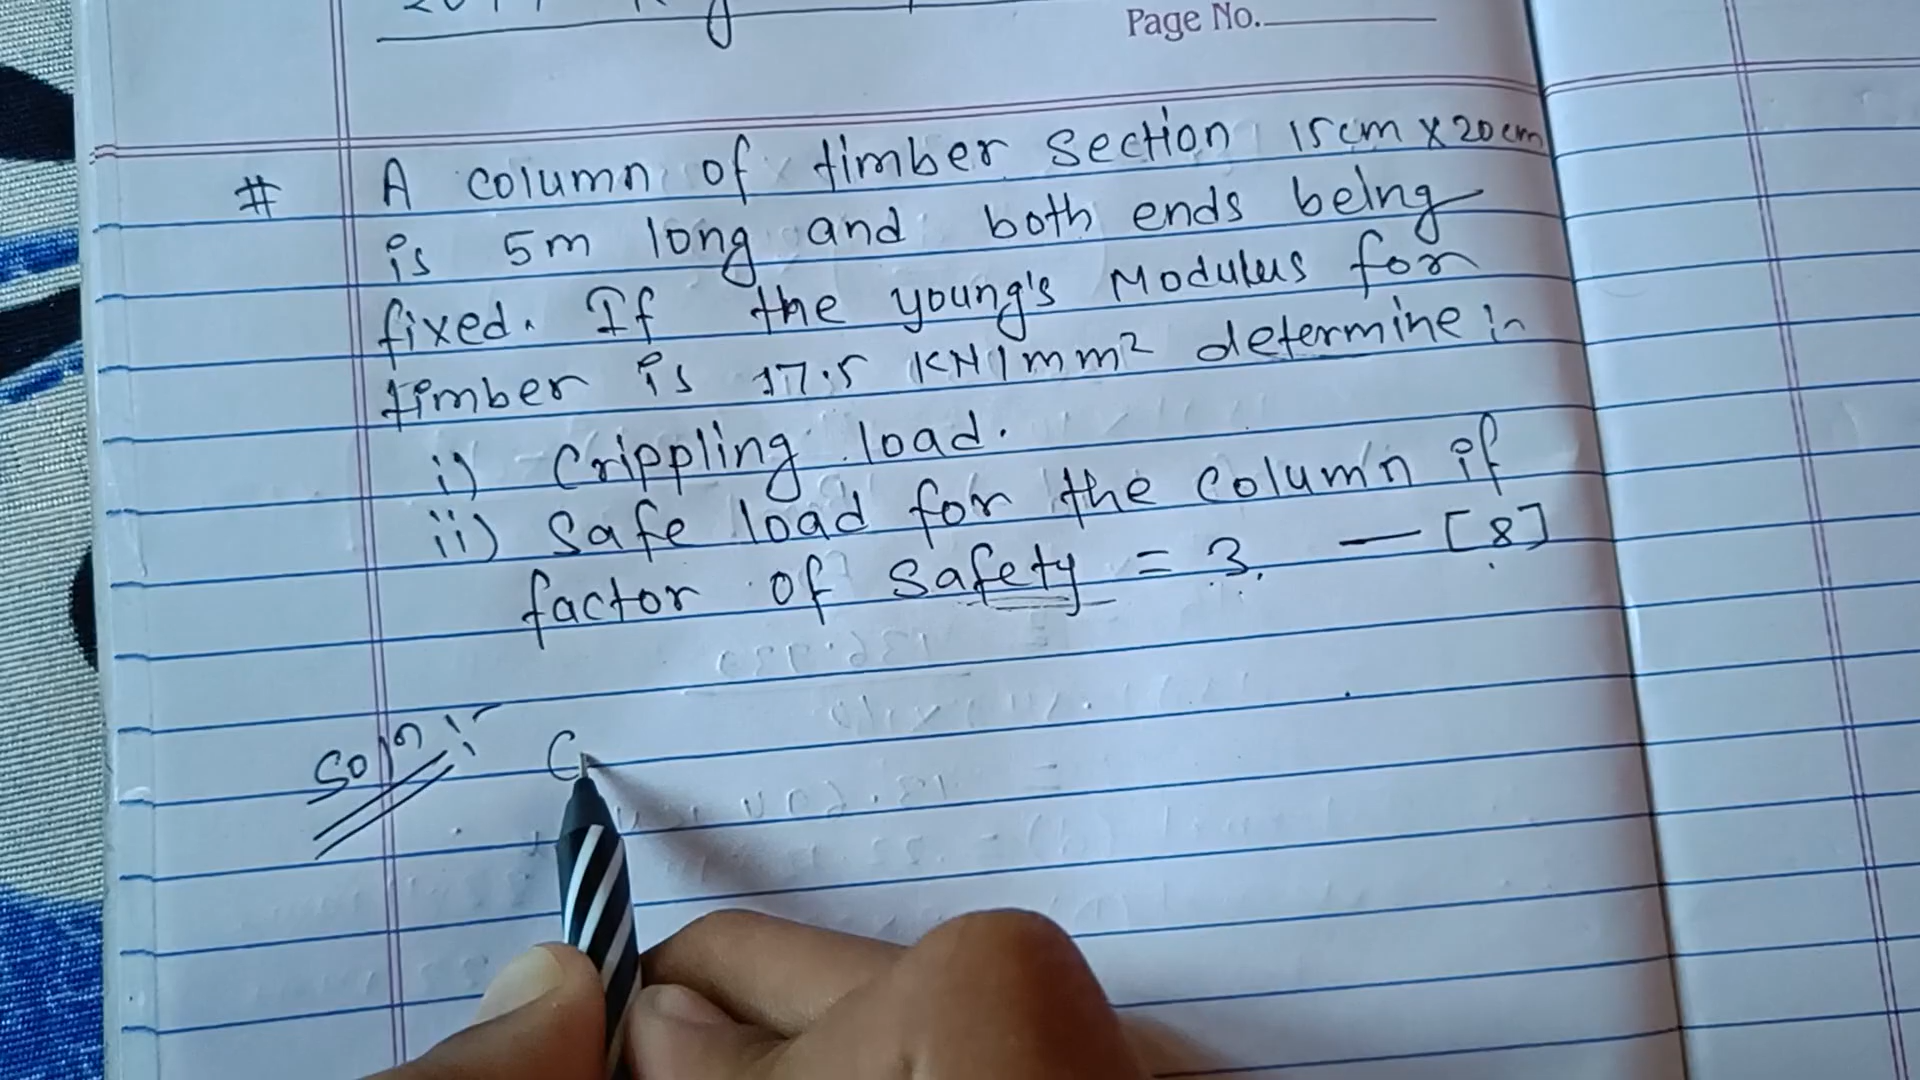 Page No.
# A column of timber section 15cm x 20cm
is 5m long and both ends being
fixed. If the young's Modulus for
timber is 17.5 KN/mm² determine :-
i) Crippling load.
ii) Safe load for the column if
factor of safety = 3. — [8]
Soln :- G